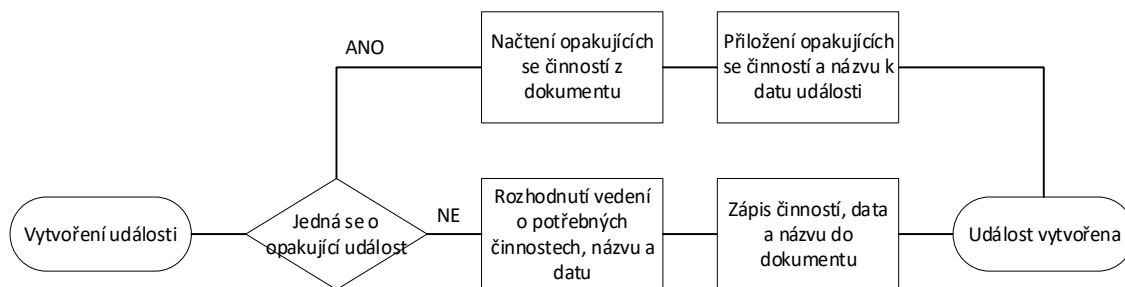 ANO
Načtení opakujících
se činností z
dokumentu
Přiložení opakujících
se činností a názvu k
datu události
Vytvoření události
Jedná se o
opakující událost
NE
Rozhodnutí vedení
o potřebných
činnostech, názvu a
datu
Zápis činností, data
a názvu do
dokumentu
Událost vytvořena